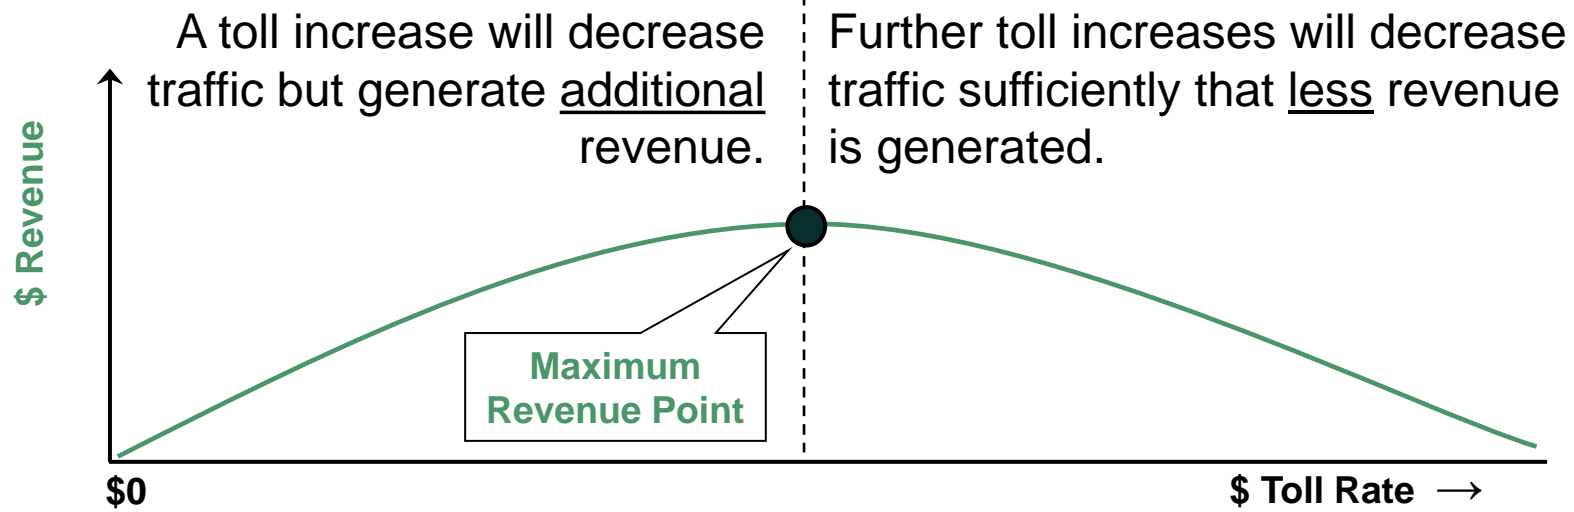 A toll increase will decrease
traffic but generate additional
revenue.
Further toll increases will decrease
traffic sufficiently that less revenue
is generated.
$ Revenue
Maximum
Revenue Point
$0
$ Toll Rate →